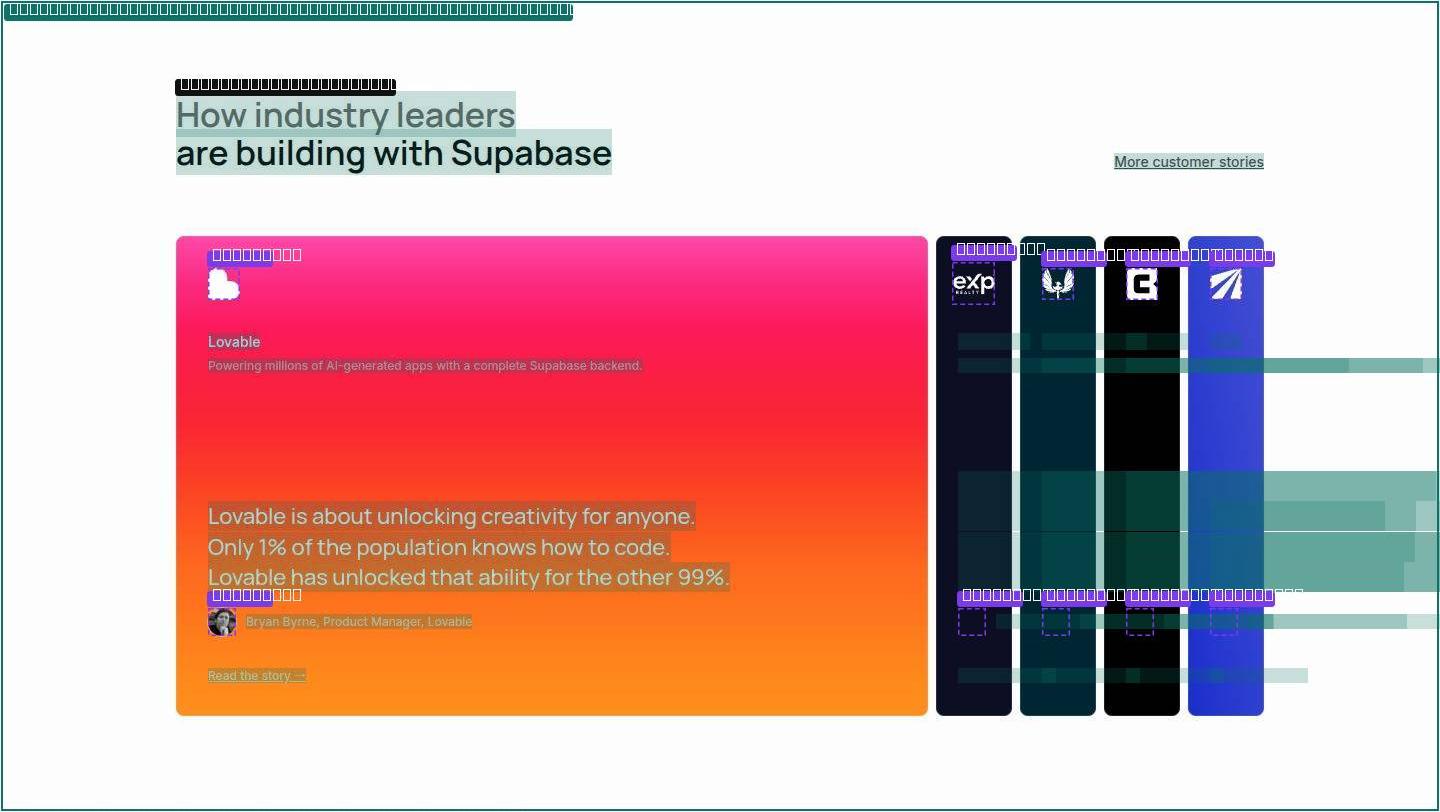 How industry leaders
are building with Supabase
More customer stories
eXp
REALTY
Lovable
Powering millions of AI-generated apps with a complete Supabase backend.
Lovable is about unlocking creativity for anyone.
Only 1% of the population knows how to code.
Lovable has unlocked that ability for the other 99%.
Bryan Byrne, Product Manager, Lovable
Read the story →